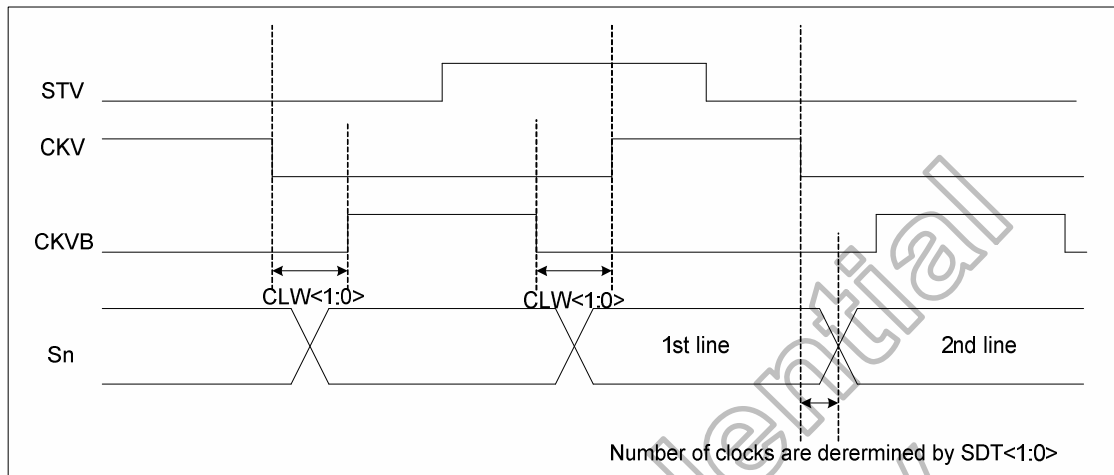 STV
CKV
CKVB
CLW<1:0>
CLW<1:0>
Sn
1st line
2nd line
Number of clocks are derermined by SDT<1:0>